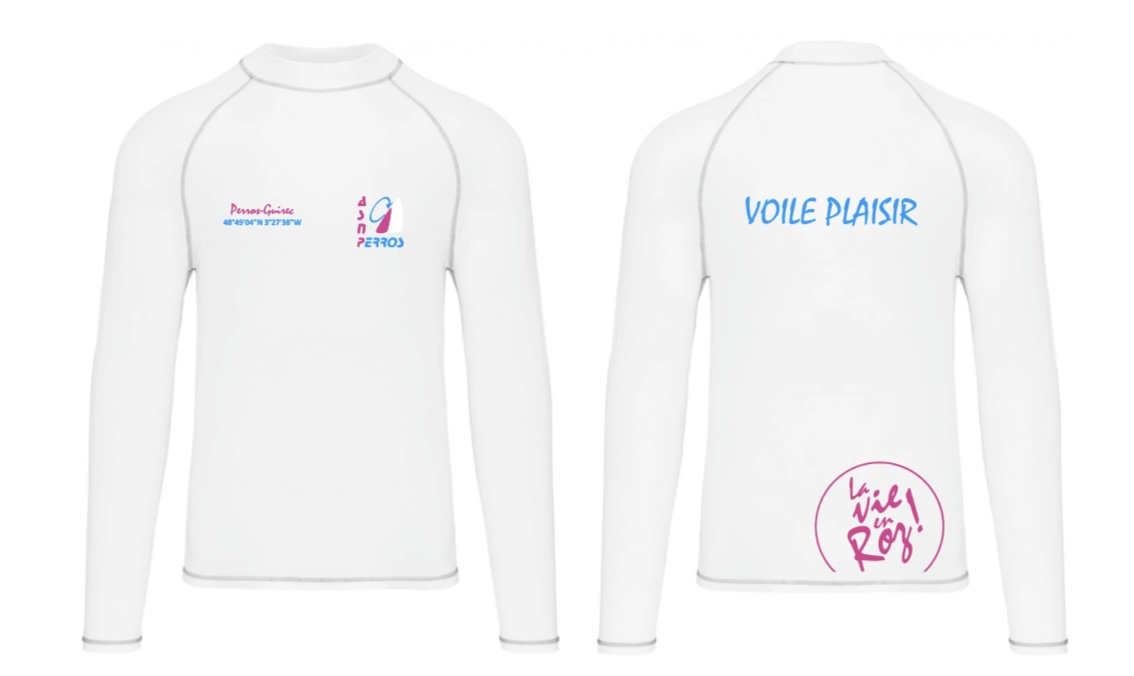 Perros-Guirec
48°49'04"N 3°27'38"W
asn
PERROS
VOILE PLAISIR
La
Vie
en
Roz!